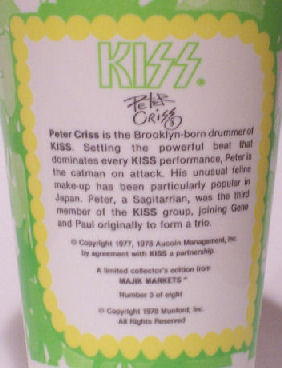 KISS®
Peter
Criss
Peter Criss is the Brooklyn-born drummer of
KISS. Setting the powerful beat that
dominates every KISS performance, Peter is
the catman on attack. His unusual feline
make-up has been particularly popular in
Japan. Peter, a Sagitarrian, was the third
member of the KISS group, joining Gene
and Paul originally to form a trio.
© Copyright 1977, 1978 Aucoin Management, Inc.
by agreement with KISS a partnership.
A limited collector's edition from
MAJIK MARKETS™
Number 3 of eight
© Copyright 1978 Munford, Inc.
All Rights Reserved